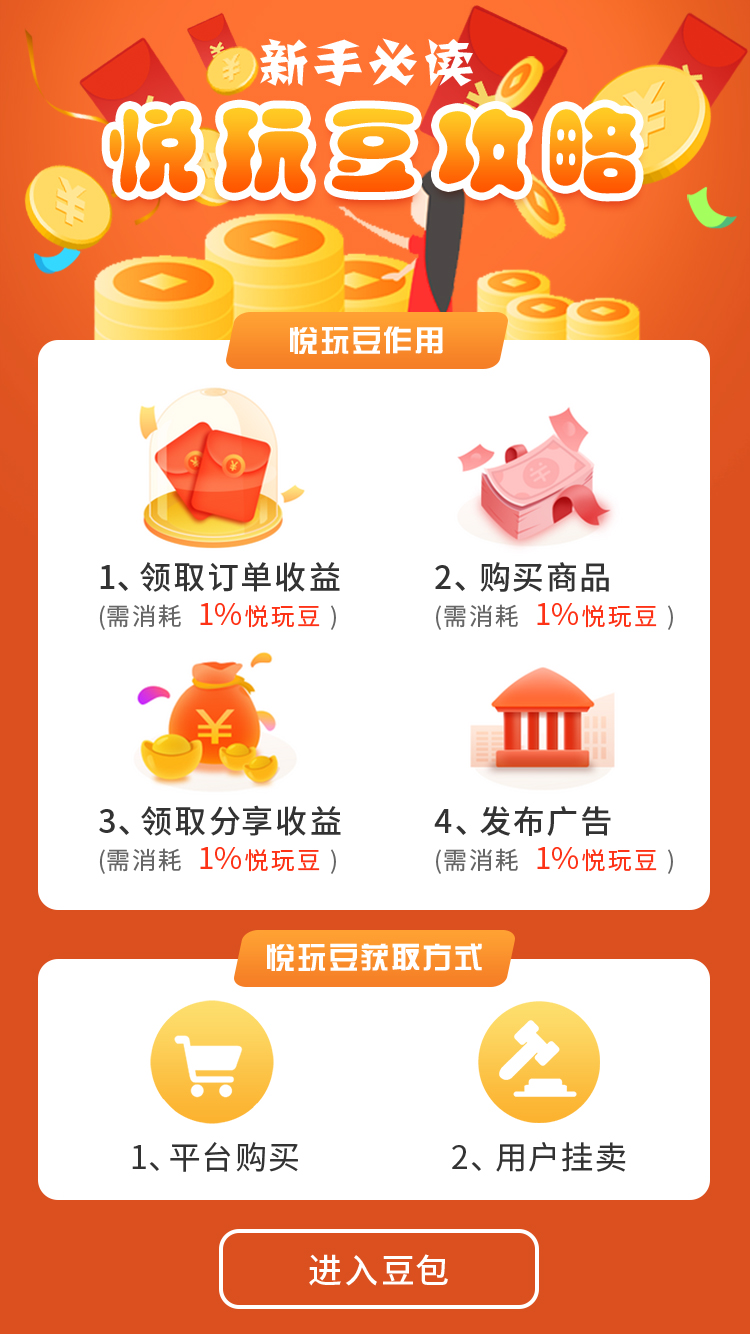 新手必读
悦玩豆攻略
悦玩豆作用
1、领取订单收益
(需消耗 1%悦玩豆 )
2、购买商品
(需消耗 1%悦玩豆 )
3、领取分享收益
(需消耗 1%悦玩豆 )
4、发布广告
(需消耗 1%悦玩豆 )
悦玩豆获取方式
1、平台购买
2、用户挂卖
进入豆包